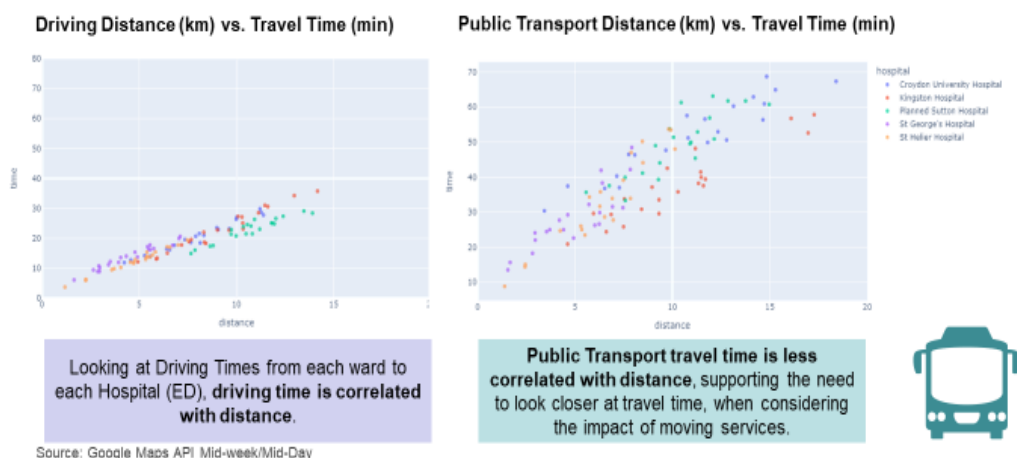 Driving Distance (km) vs. Travel Time (min)
80
70
60
50
40
30
20
10
0
time
0
5
10
15
2
distance
Looking at Driving Times from each ward to
each Hospital (ED), driving time is correlated
with distance.
Source: Google Maps API Mid-week/Mid-Day
Public Transport Distance (km) vs. Travel Time (min)
70
60
50
40
30
20
10
time
0
5
10
15
20
distance
hospital
Croydon University Hospital
Kingston Hospital
Planned Sutton Hospital
St George's Hospital
St Helier Hospital
Public Transport travel time is less
correlated with distance, supporting the need
to look closer at travel time, when considering
the impact of moving services.